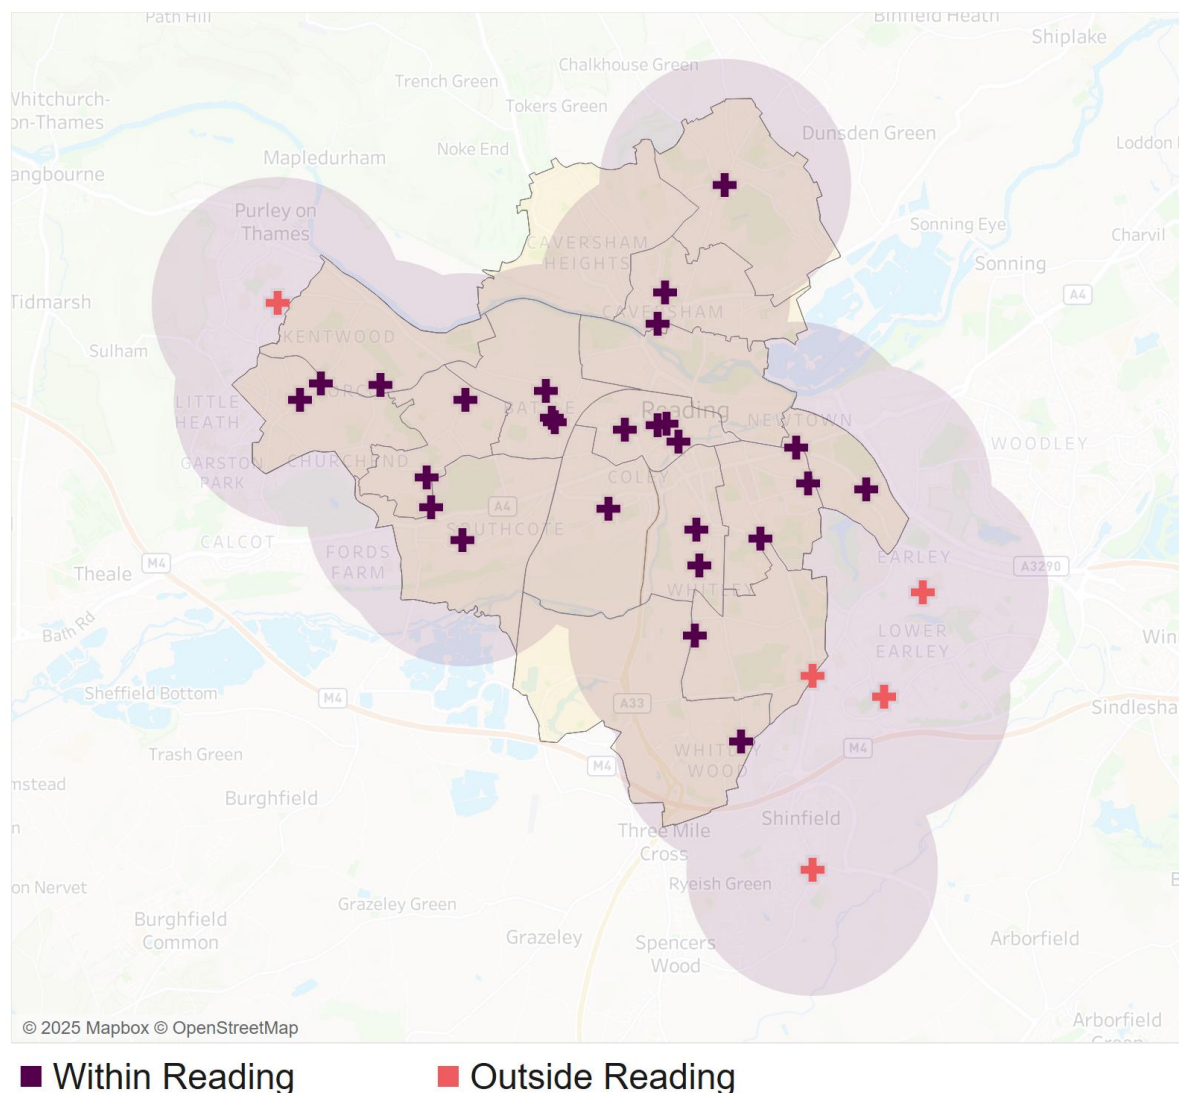 Path Hill
Binfield Heath
Shiplake
Chalkhouse Green
Trench Green
Tokers Green
Whitchurch-
on-Thames
Dunsden Green
Loddon
Noke End
Mapledurham
angbourne
Purley on
Thames
Sonning Eye
Charvil
CAVERSHAM
HEIGHTS
Sonning
Tidmarsh
A4
CAVERSHAM
KENTWOOD
Sulham
LITTLE
HEATH
BATTLE
Reading
NEWTOWN
WOODLEY
GARSTON
PARK
CHURCHEND
COLEY
A4
SOUTHCOTE
CALCOT
FORDS
FARM
M4
Theale
EARLEY
A3290
WHITLEY
Bath Rd
LOWER
EARLEY
Win
Sheffield Bottom
M4
A33
Sindlesha
Trash Green
WHITLEY
WOOD
M4
M4
mstead
Burghfield
Shinfield
Three Mile
Cross
on Nervet
Ryeish Green
Grazeley Green
Burghfield
Common
Grazeley
Spencers
Wood
Arborfield
Arborfield
© 2025 Mapbox © OpenStreetMap
Within Reading
Outside Reading